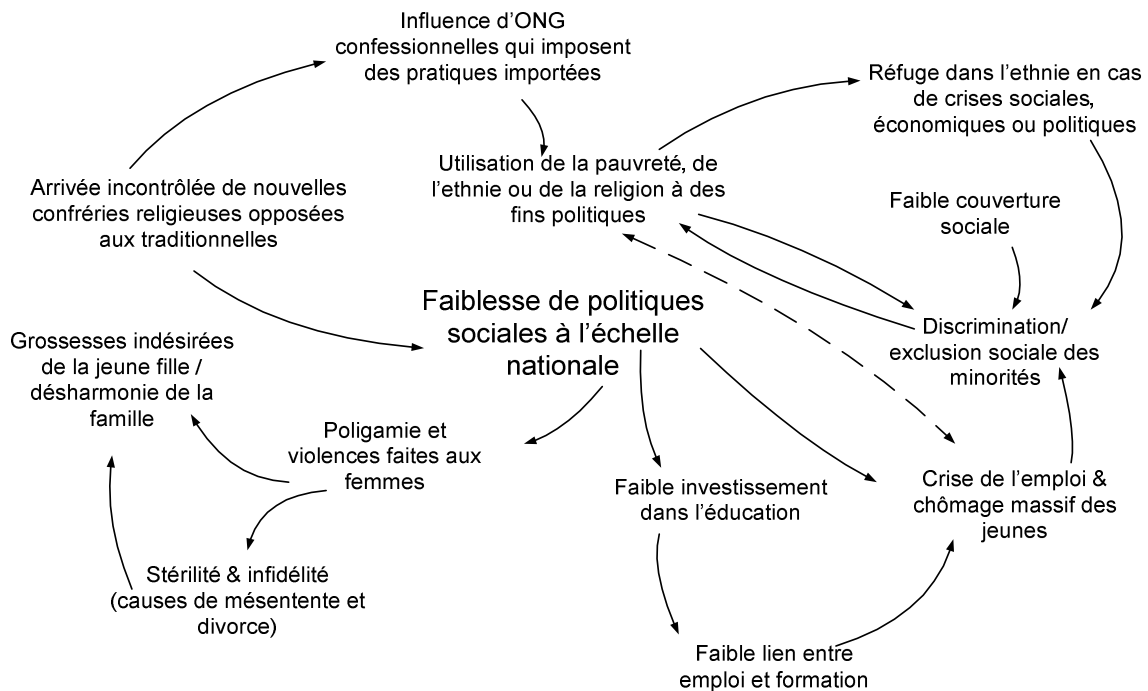 Influence d’ONG
confessionnelles qui imposent
des pratiques importées
Réfuge dans l’ethnie en cas
de crises sociales,
économiques ou politiques
Utilisation de la pauvreté, de
l’ethnie ou de la religion à des
fins politiques
Arrivée incontrôlée de nouvelles
confréries religieuses opposées
aux traditionnelles
Faible couverture
sociale
Faiblesse de politiques
sociales à l’échelle
nationale
Discrimination/
exclusion sociale des
minorités
Grossesses indésirées
de la jeune fille /
désharmonie de la
famille
Poligamie et
violences faites aux
femmes
Faible investissement
dans l’éducation
Crise de l’emploi &
chômage massif des
jeunes
Stérilité & infidélité
(causes de mésentente et
divorce)
Faible lien entre
emploi et formation